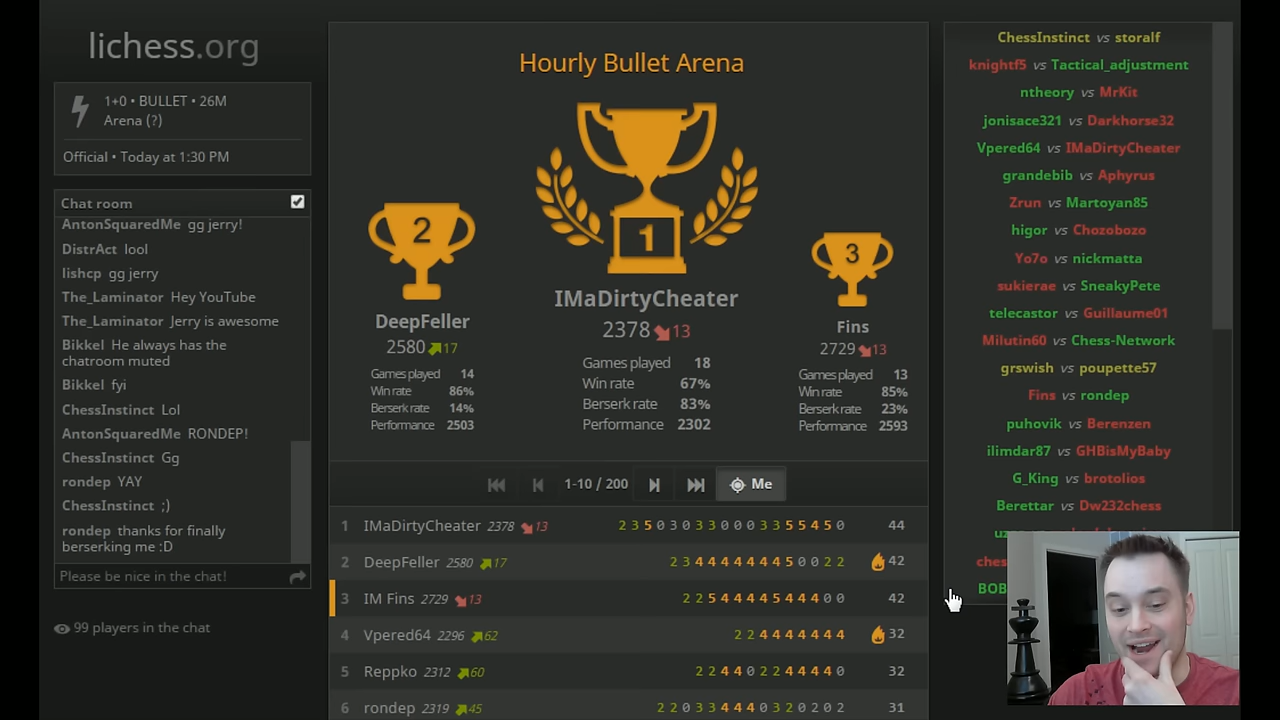 lichess.org
1+0 • BULLET • 26M
Arena (?)
Official • Today at 1:30 PM
Chat room
AntonSquaredMe gg jerry!
DistrAct lool
lishcp gg jerry
The_Laminator Hey YouTube
The_Laminator Jerry is awesome
Bikkel He always has the
chatroom muted
Bikkel fyi
ChessInstinct Lol
AntonSquaredMe RONDEP!
ChessInstinct Gg
rondep YAY
ChessInstinct ;)
rondep thanks for finally
berserking me :D
Please be nice in the chat!
99 players in the chat
Hourly Bullet Arena
2
1
3
DeepFeller
2580 17
Games played 14
Win rate 86%
Berserk rate 14%
Performance 2503
IMaDirtyCheater
2378 13
Games played 18
Win rate 67%
Berserk rate 83%
Performance 2302
Fins
2729 13
Games played 13
Win rate 85%
Berserk rate 23%
Performance 2593
1-10 / 200 Me
1 IMaDirtyCheater 2378 13 2 3 5 0 3 0 3 3 0 0 0 3 3 5 5 4 5 0 44
2 DeepFeller 2580 17 2 3 4 4 4 4 4 4 4 5 0 0 2 2 42
3 IM Fins 2729 13 2 2 5 4 4 4 4 5 4 4 4 0 0 42
4 Vpered64 2296 62 2 2 4 4 4 4 4 4 4 32
5 Reppko 2312 60 2 2 4 4 0 2 2 4 4 4 4 0 32
6 rondep 2319 45 2 2 0 3 3 4 4 4 0 3 2 0 2 0 2 31
ChessInstinct vs storalf
knightf5 vs Tactical_adjustment
ntheory vs MrKit
jonisace321 vs Darkhorse32
Vpered64 vs IMaDirtyCheater
grandebib vs Aphyrus
Zrun vs Martoyan85
higor vs Chozobozo
Yo7o vs nickmatta
sukierae vs SneakyPete
telecastor vs Guillaume01
Milutin60 vs Chess-Network
grswish vs poupette57
Fins vs rondep
puhovik vs Berenzen
ilimdar87 vs GHBisMyBaby
G_King vs brotolios
Berettar vs Dw232chess